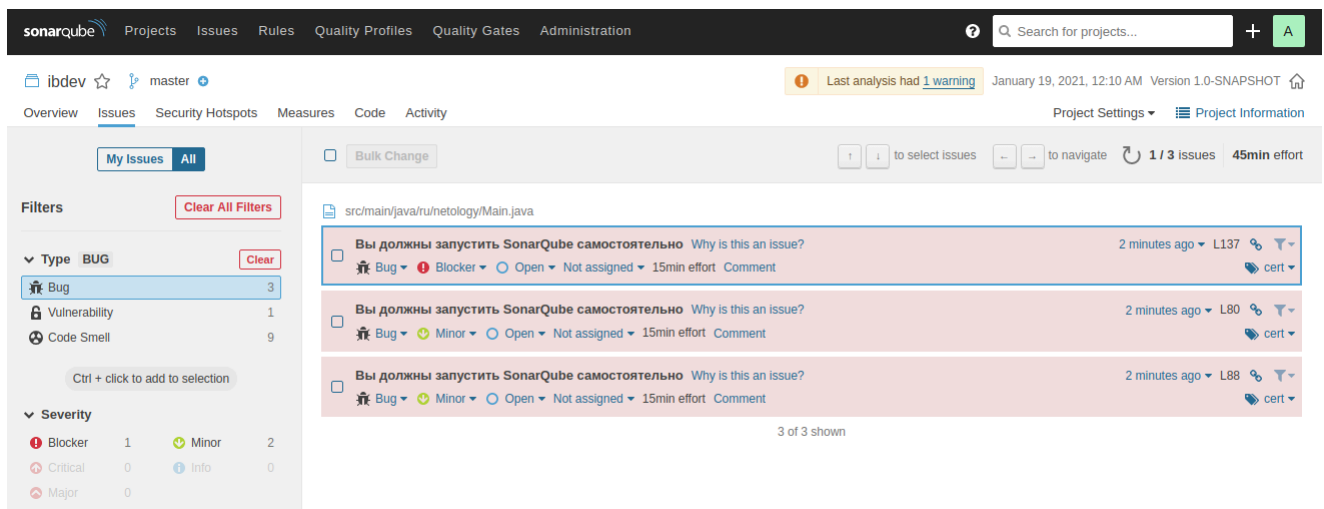 sonarqube Projects Issues Rules Quality Profiles Quality Gates Administration ? Search for projects... + A
ibdev master Last analysis had 1 warning January 19, 2021, 12:10 AM Version 1.0-SNAPSHOT
Overview Issues Security Hotspots Measures Code Activity Project Settings Project Information
My Issues All Bulk Change ↑ ↓ to select issues ← → to navigate 1 / 3 issues 45min effort
Filters Clear All Filters
src/main/java/ru/netology/Main.java
Type BUG Clear
Bug 3
Vulnerability 1
Code Smell 9
Ctrl + click to add to selection
Severity
Blocker 1 Minor 2
Critical 0 Info 0
Major 0
Вы должны запустить SonarQube самостоятельно Why is this an issue? 2 minutes ago L137
Bug Blocker Open Not assigned 15min effort Comment cert
Вы должны запустить SonarQube самостоятельно Why is this an issue? 2 minutes ago L80
Bug Minor Open Not assigned 15min effort Comment cert
Вы должны запустить SonarQube самостоятельно Why is this an issue? 2 minutes ago L88
Bug Minor Open Not assigned 15min effort Comment cert
3 of 3 shown